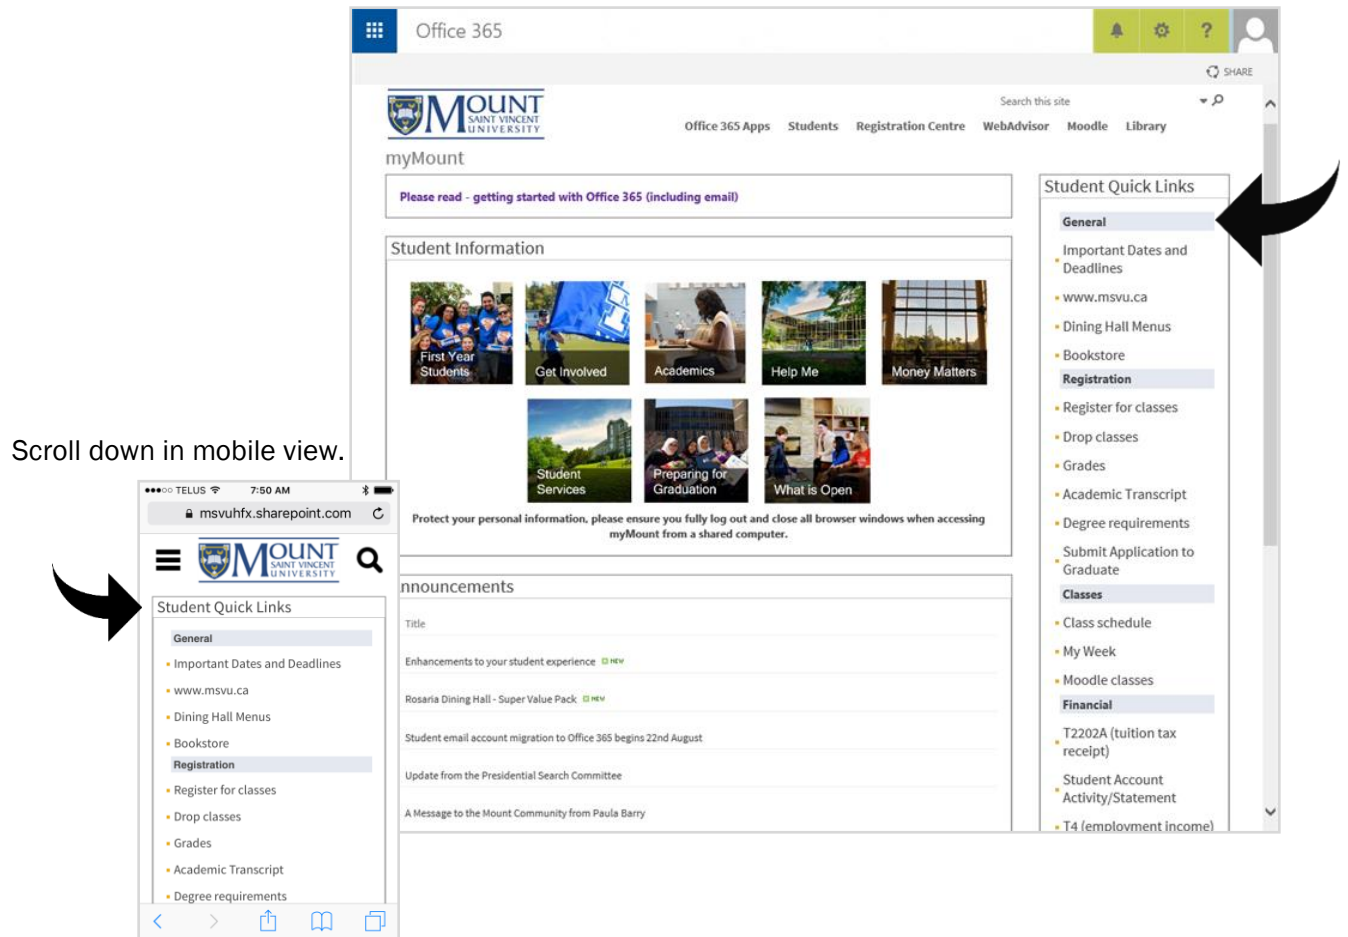 Office 365
SHARE
MOUNT
SAINT VINCENT
UNIVERSITY
Search this site
Office 365 Apps Students Registration Centre WebAdvisor Moodle Library
myMount
Please read - getting started with Office 365 (including email)
Student Information
First Year
Students
Get Involved
Academics
Help Me
Money Matters
Student
Services
Preparing for
Graduation
What is Open
Protect your personal information, please ensure you fully log out and close all browser windows when accessing
myMount from a shared computer.
nnouncements
Title
Enhancements to your student experience NEW
Rosaria Dining Hall - Super Value Pack NEW
Student email account migration to Office 365 begins 22nd August
Update from the Presidential Search Committee
A Message to the Mount Community from Paula Barry
Student Quick Links
General
Important Dates and
Deadlines
www.msvu.ca
Dining Hall Menus
Bookstore
Registration
Register for classes
Drop classes
Grades
Academic Transcript
Degree requirements
Submit Application to
Graduate
Classes
Class schedule
My Week
Moodle classes
Financial
T2202A (tuition tax
receipt)
Student Account
Activity/Statement
T4 (employment income)
Scroll down in mobile view.
TELUS 7:50 AM
msvuhfx.sharepoint.com
MOUNT
SAINT VINCENT
UNIVERSITY
Student Quick Links
General
Important Dates and Deadlines
www.msvu.ca
Dining Hall Menus
Bookstore
Registration
Register for classes
Drop classes
Grades
Academic Transcript
Degree requirements